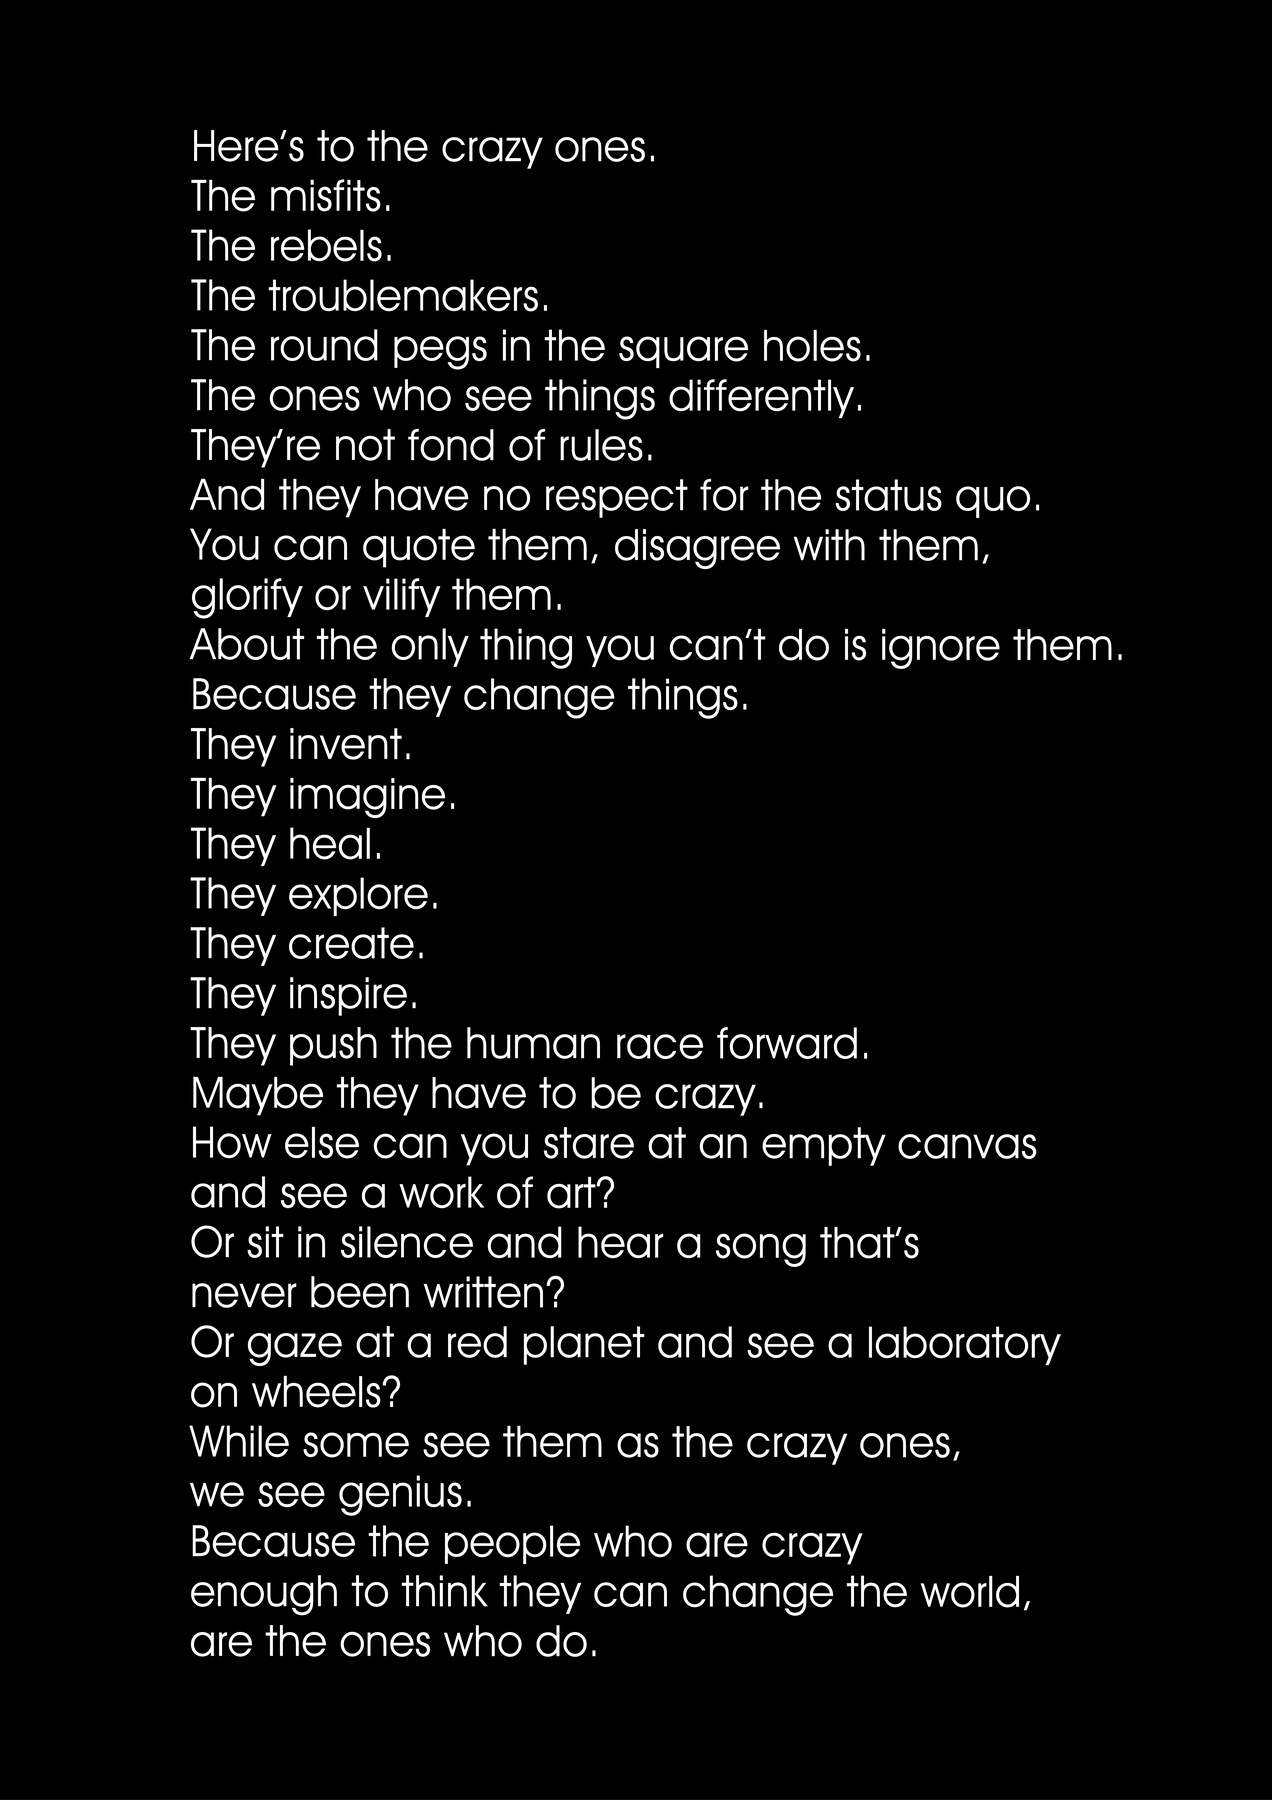 Here's to the crazy ones.
The misfits.
The rebels.
The troublemakers.
The round pegs in the square holes.
The ones who see things differently.
They're not fond of rules.
And they have no respect for the status quo.
You can quote them, disagree with them,
glorify or vilify them.
About the only thing you can't do is ignore them.
Because they change things.
They invent.
They imagine.
They heal.
They explore.
They create.
They inspire.
They push the human race forward.
Maybe they have to be crazy.
How else can you stare at an empty canvas
and see a work of art?
Or sit in silence and hear a song that's
never been written?
Or gaze at a red planet and see a laboratory
on wheels?
While some see them as the crazy ones,
we see genius.
Because the people who are crazy
enough to think they can change the world,
are the ones who do.